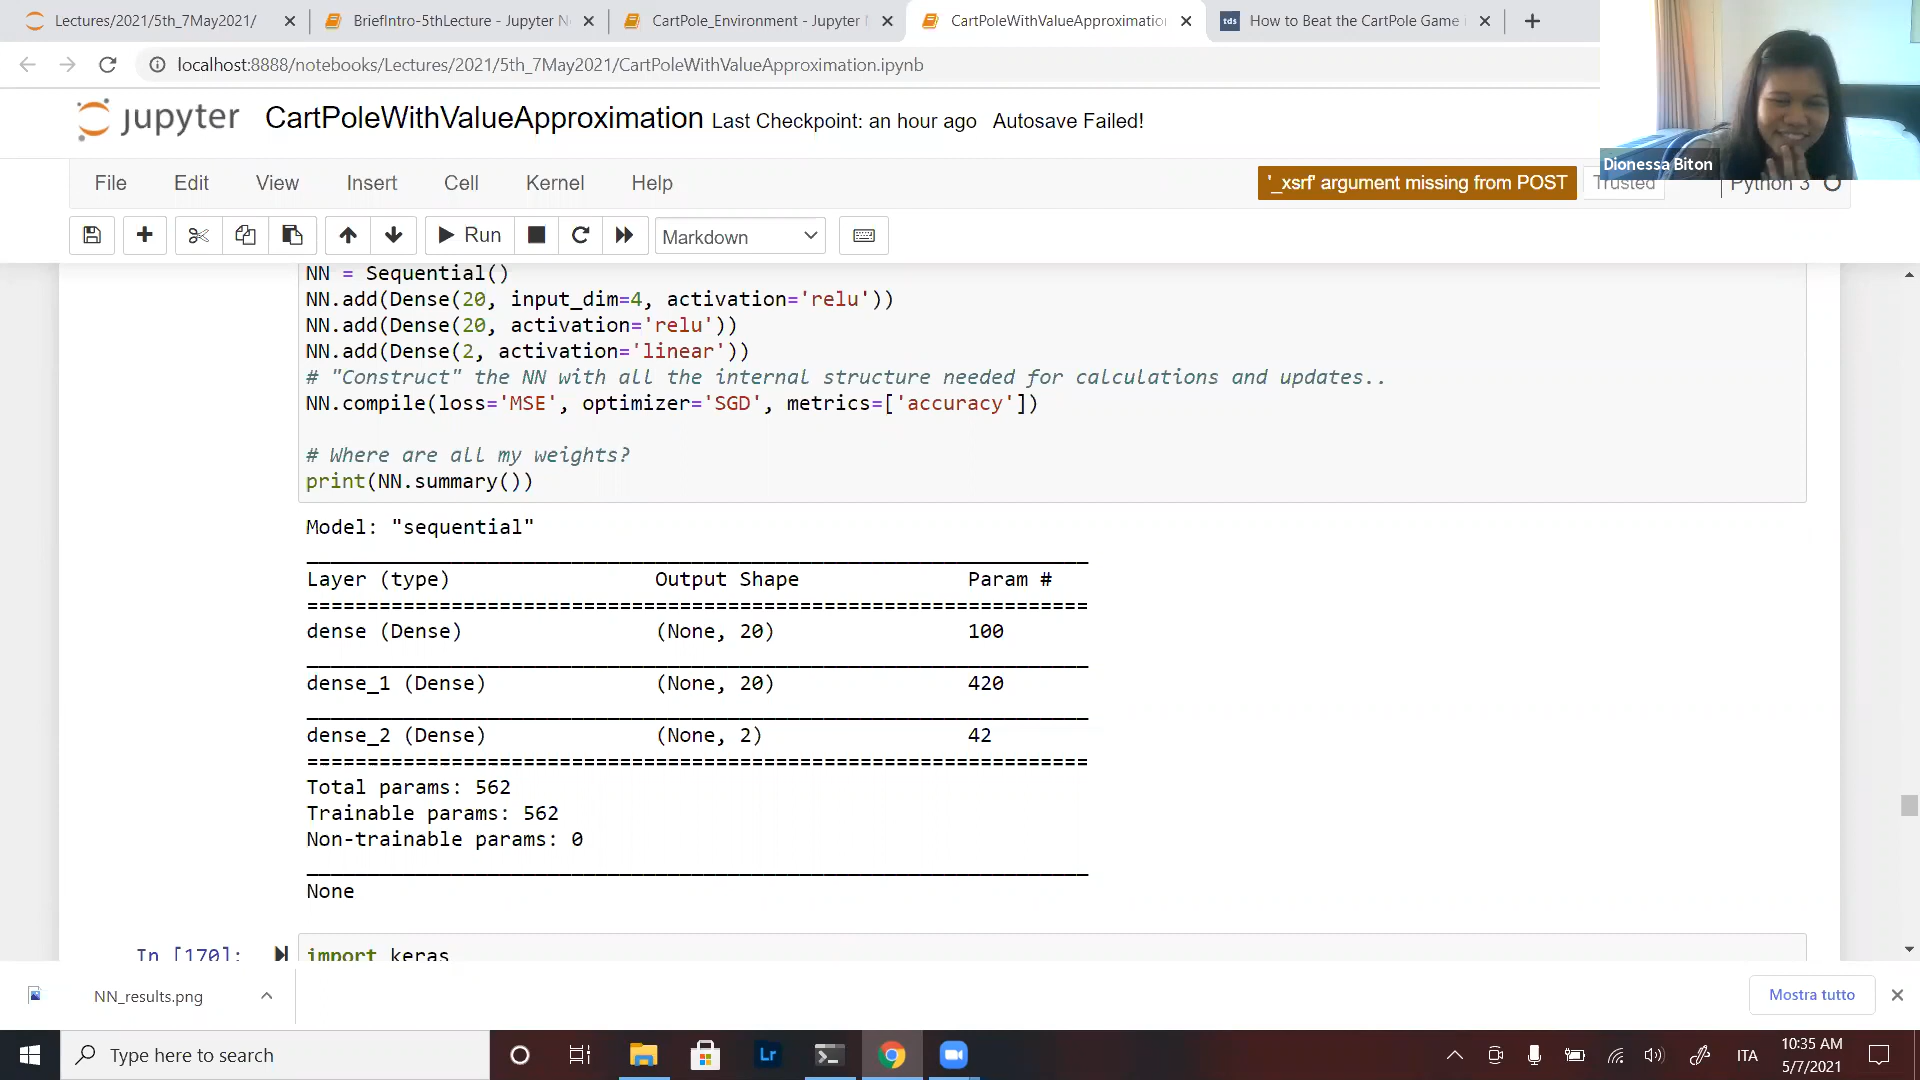 Lectures/2021/5th_7May2021/
BriefIntro-5thLecture - Jupyter N
CartPole_Environment - Jupyter
CartPoleWithValueApproximatio
tds How to Beat the CartPole Game i
localhost:8888/notebooks/Lectures/2021/5th_7May2021/CartPoleWithValueApproximation.ipynb
jupyter CartPoleWithValueApproximation Last Checkpoint: an hour ago Autosave Failed!
Dionessa Biton
File Edit View Insert Cell Kernel Help '_xsrf' argument missing from POST Trusted Python 3
Run Markdown
NN = Sequential()
NN.add(Dense(20, input_dim=4, activation='relu'))
NN.add(Dense(20, activation='relu'))
NN.add(Dense(2, activation='linear'))
# "Construct" the NN with all the internal structure needed for calculations and updates..
NN.compile(loss='MSE', optimizer='SGD', metrics=['accuracy'])
# Where are all my weights?
print(NN.summary())
Model: "sequential"
Layer (type) Output Shape Param #
dense (Dense) (None, 20) 100
dense_1 (Dense) (None, 20) 420
dense_2 (Dense) (None, 2) 42
Total params: 562
Trainable params: 562
Non-trainable params: 0
None
In [170]: import keras
NN_results.png
Mostra tutto
Type here to search
Lr
ITA
10:35 AM
5/7/2021